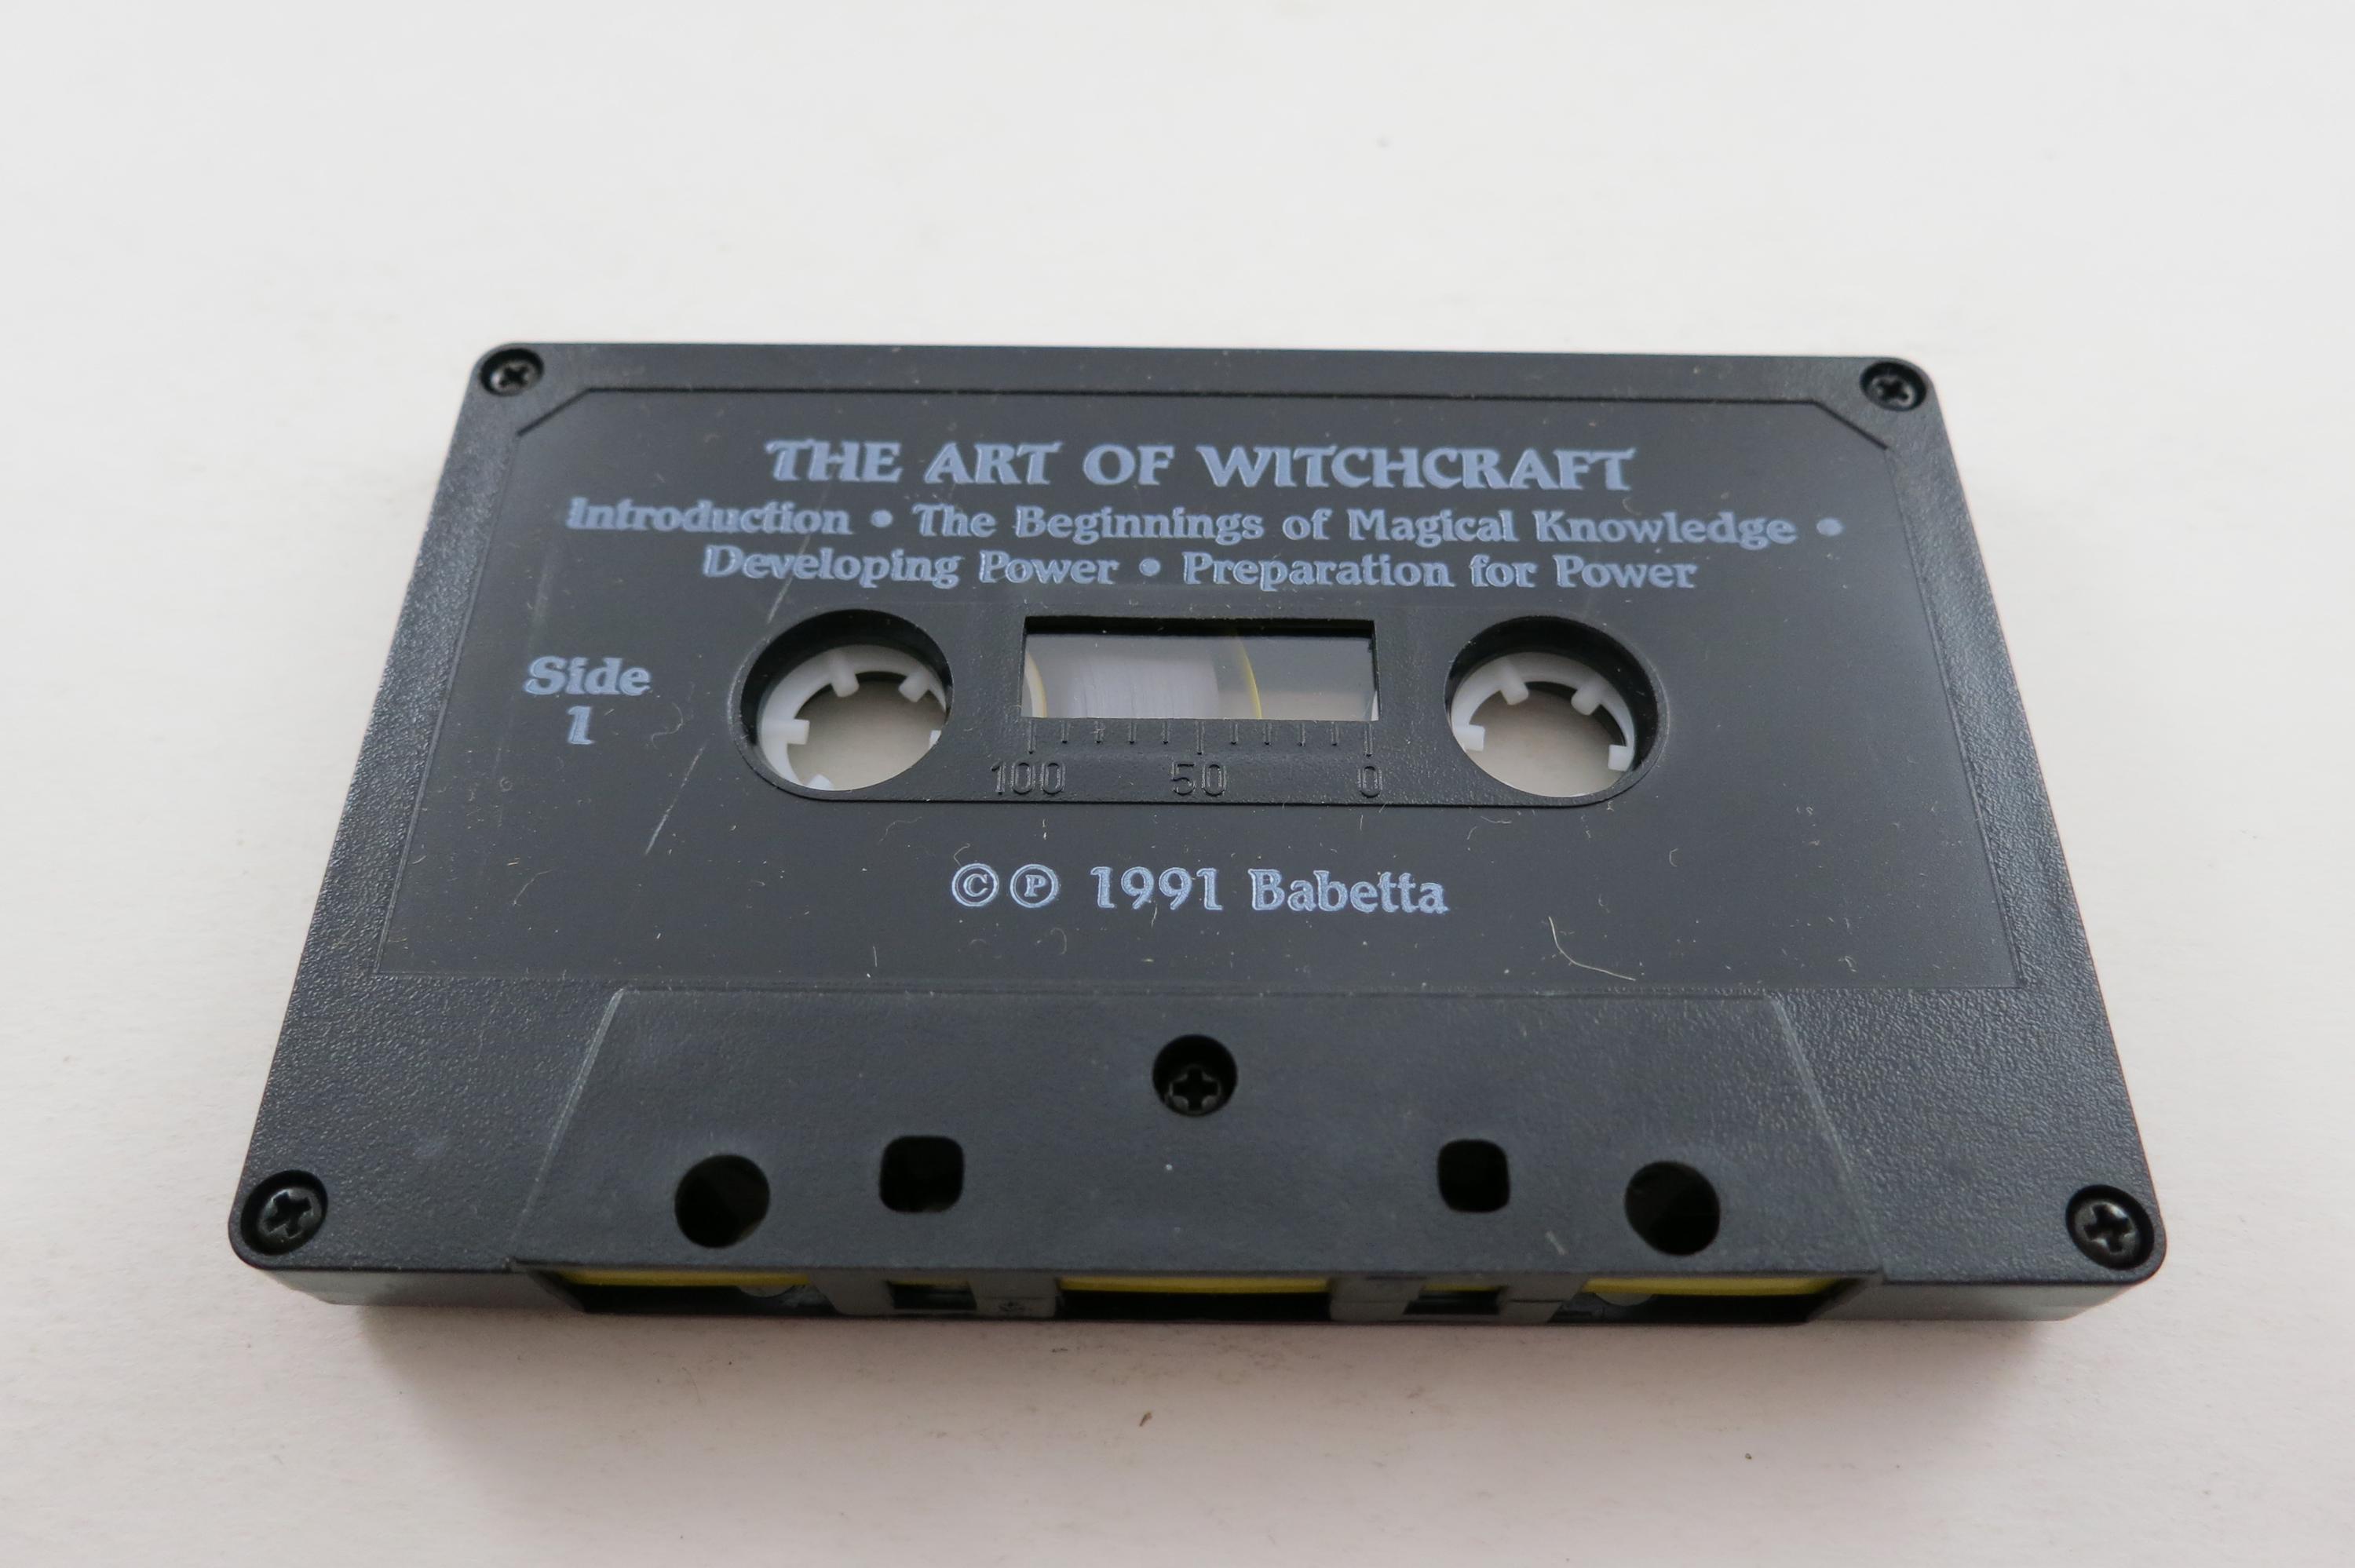 THE ART OF WITCHCRAFT
Introduction • The Beginnings of Magical Knowledge •
Developing Power • Preparation for Power
Side
1
100 50 0
©℗ 1991 Babetta